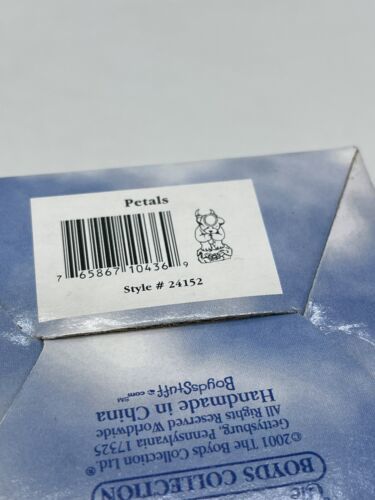 Petals
7 65867 10436 9
Style # 24152
BOYDS COLLECTION
©2001 The Boyds Collection Ltd.®
Gettysburg, Pennsylvania 17325
All Rights Reserved Worldwide
Handmade in China
BoydsStuff.com℠